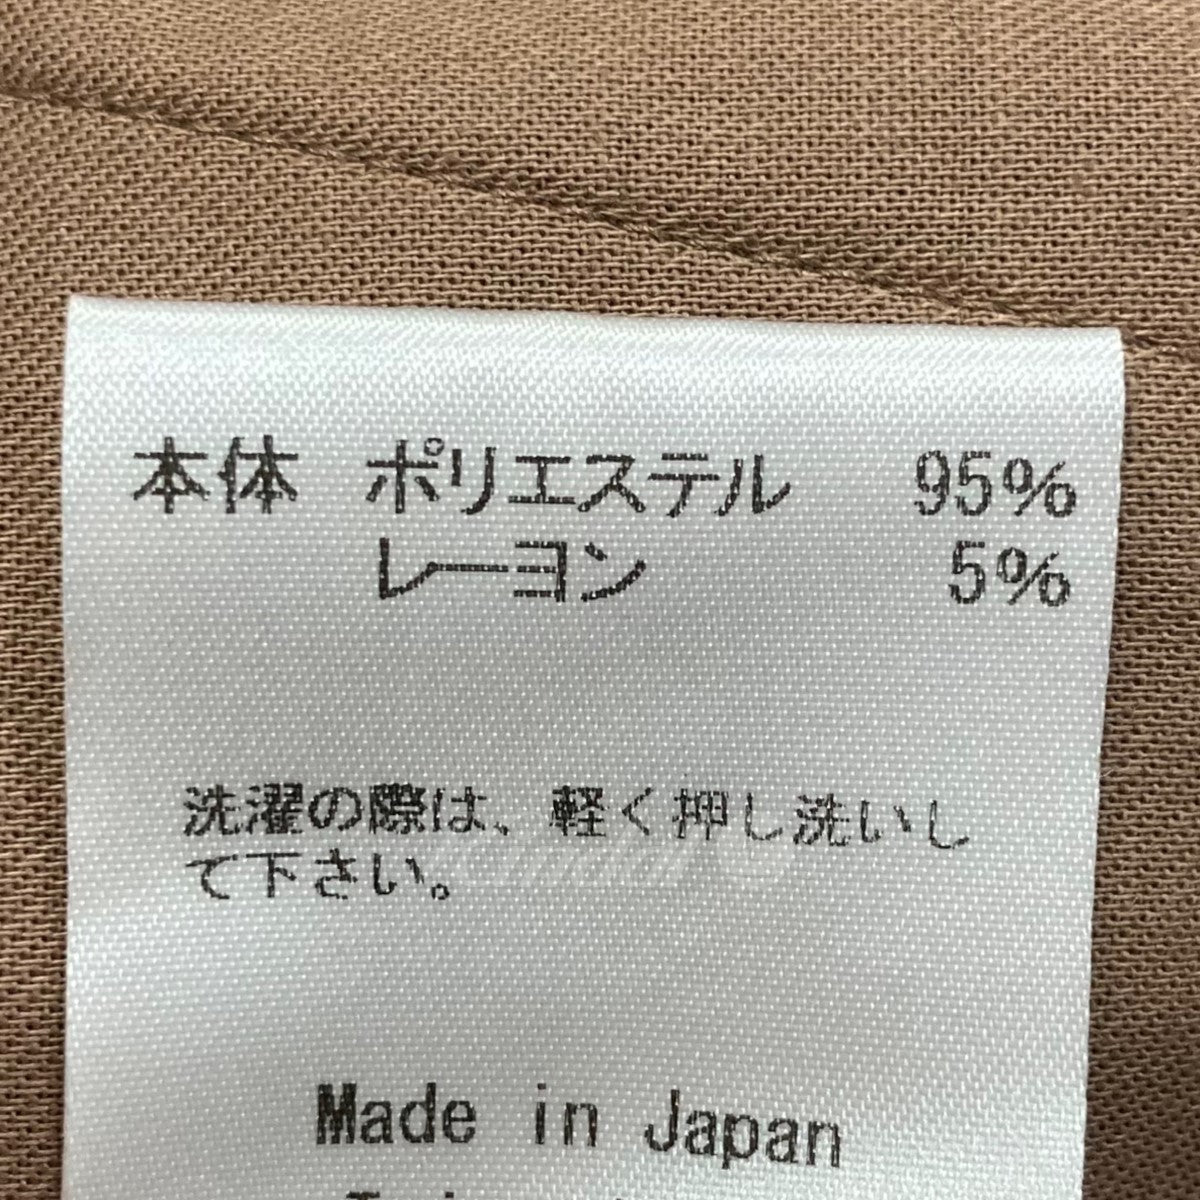 本体 ポリエステル 95%
レーヨン 5%
洗濯の際は、軽く押し洗いし
て下さい。
Made in Japan